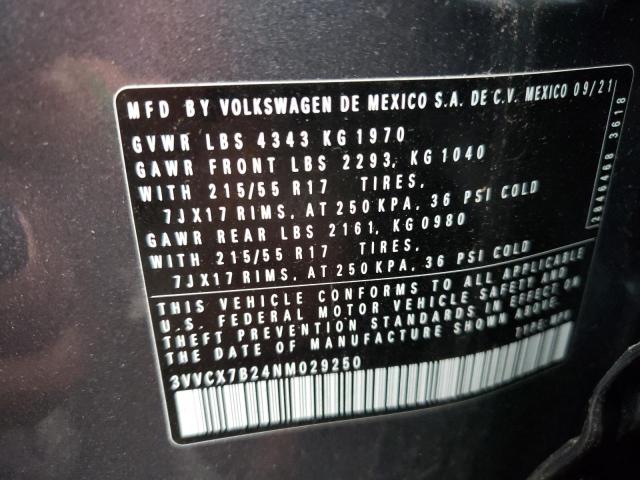 MFD BY VOLKSWAGEN DE MEXICO S.A. DE C.V. MEXICO 09/21
GVWR LBS 4343 KG 1970
GAWR FRONT LBS 2293, KG 1040
WITH 215/55 R17 TIRES,
7JX17 RIMS, AT 250 KPA, 36 PSI COLD
GAWR REAR LBS 2161, KG 0980
WITH 215/55 R17 TIRES,
7JX17 RIMS, AT 250 KPA, 36 PSI COLD
THIS VEHICLE CONFORMS TO ALL APPLICABLE
U.S. FEDERAL MOTOR VEHICLE SAFETY AND
THEFT PREVENTION STANDARDS IN EFFECT ON
THE DATE OF MANUFACTURE SHOWN ABOVE.
3VVCX7B24NM029250
TYPE:
3618